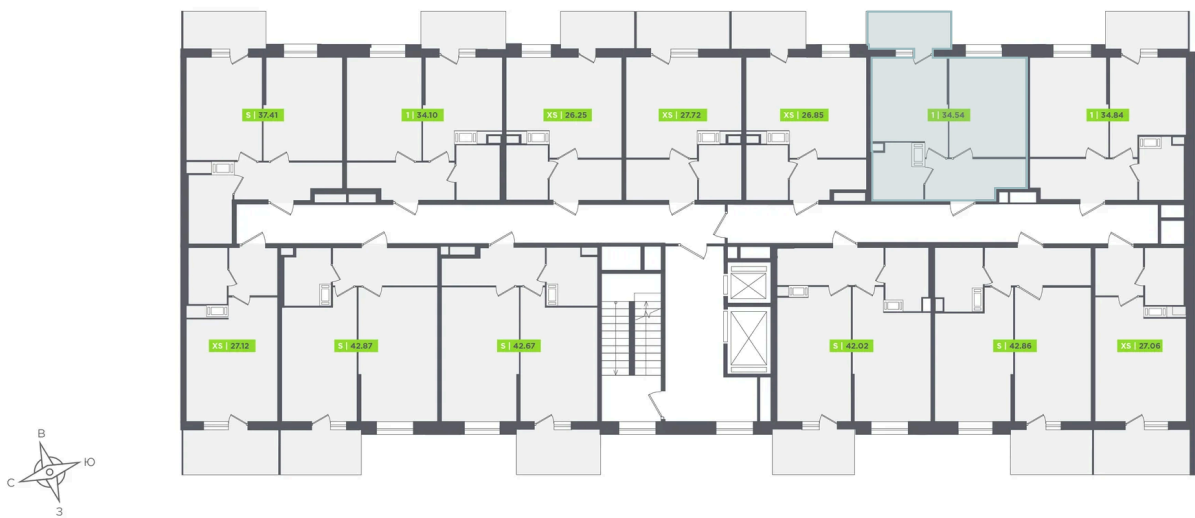 S | 37.41
1 | 34.10
XS | 26.25
XS | 27.72
XS | 26.85
1 | 34.54
1 | 34.84
XS | 27.12
S | 42.87
S | 42.67
S | 42.02
S | 42.86
XS | 27.06
В
Ю
С
З